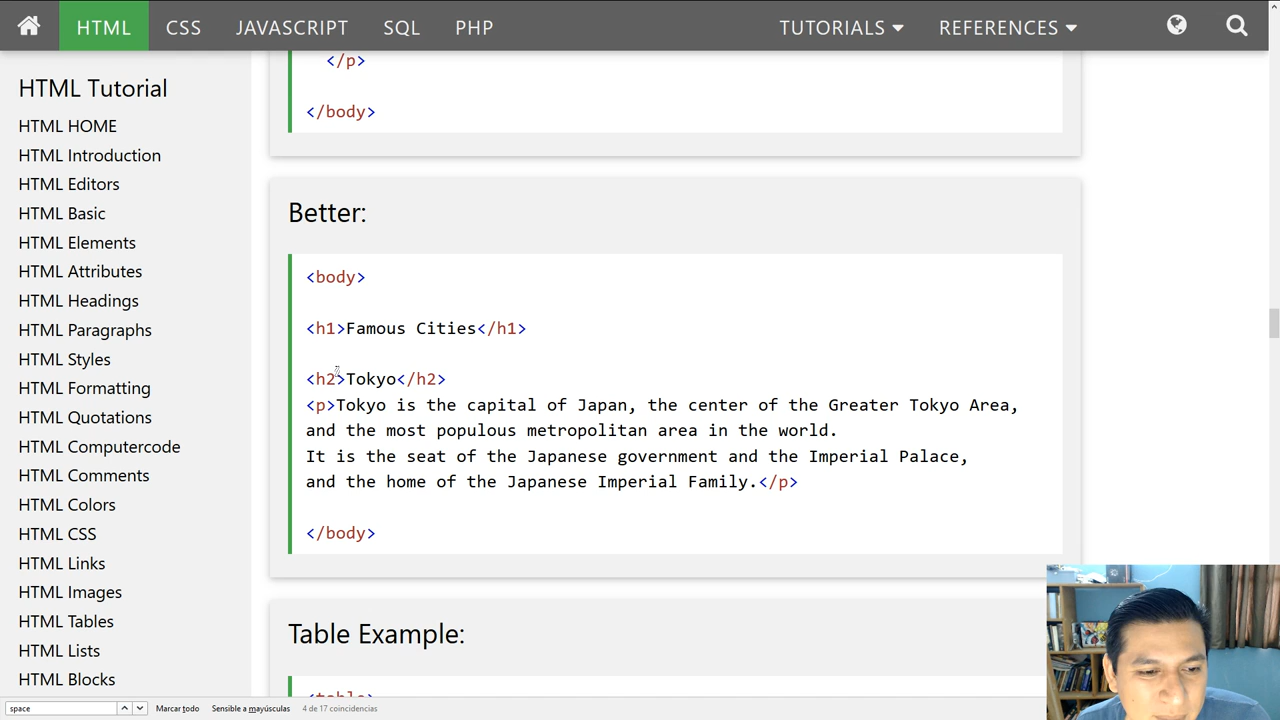 HTML
CSS
JAVASCRIPT
SQL
PHP
TUTORIALS
REFERENCES
HTML Tutorial
HTML HOME
HTML Introduction
HTML Editors
HTML Basic
HTML Elements
HTML Attributes
HTML Headings
HTML Paragraphs
HTML Styles
HTML Formatting
HTML Quotations
HTML Computercode
HTML Comments
HTML Colors
HTML CSS
HTML Links
HTML Images
HTML Tables
HTML Lists
HTML Blocks
</p>
</body>
Better:
<body>
<h1>Famous Cities</h1>
<h2>Tokyo</h2>
<p>Tokyo is the capital of Japan, the center of the Greater Tokyo Area,
and the most populous metropolitan area in the world.
It is the seat of the Japanese government and the Imperial Palace,
and the home of the Japanese Imperial Family.</p>
</body>
Table Example:
<table>
space
Marcar todo
Sensible a mayúsculas
4 de 17 coincidencias